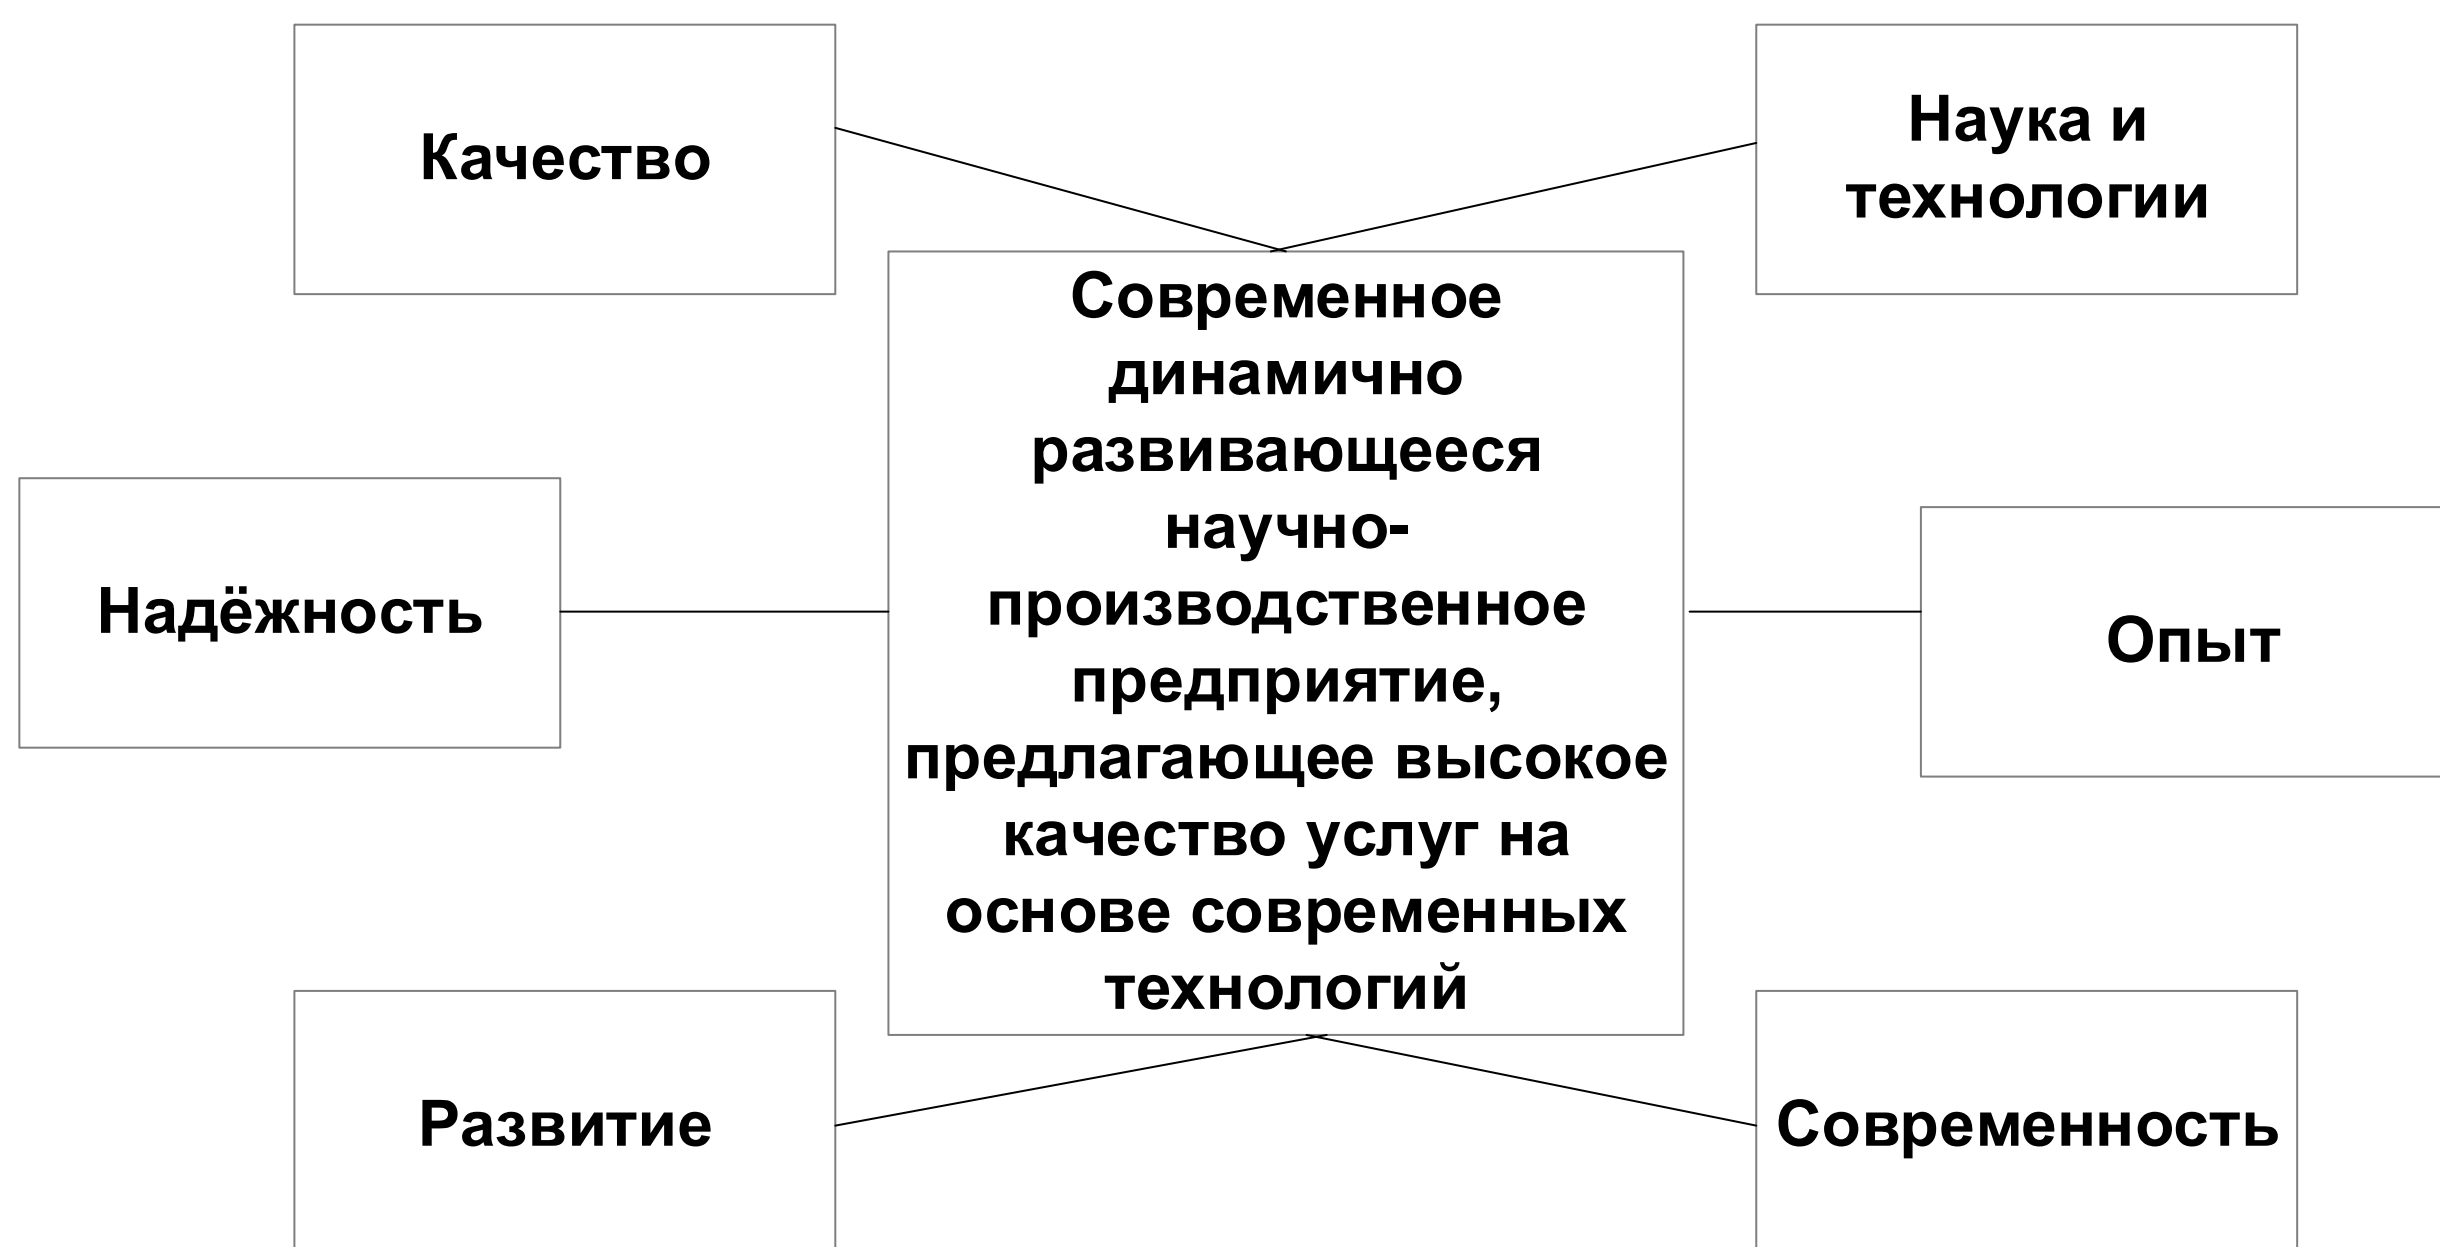 Качество
Наука и
технологии
Современное
динамично
развивающееся
научно-
производственное
предприятие,
предлагающее высокое
качество услуг на
основе современных
технологий
Надёжность
Опыт
Развитие
Современность